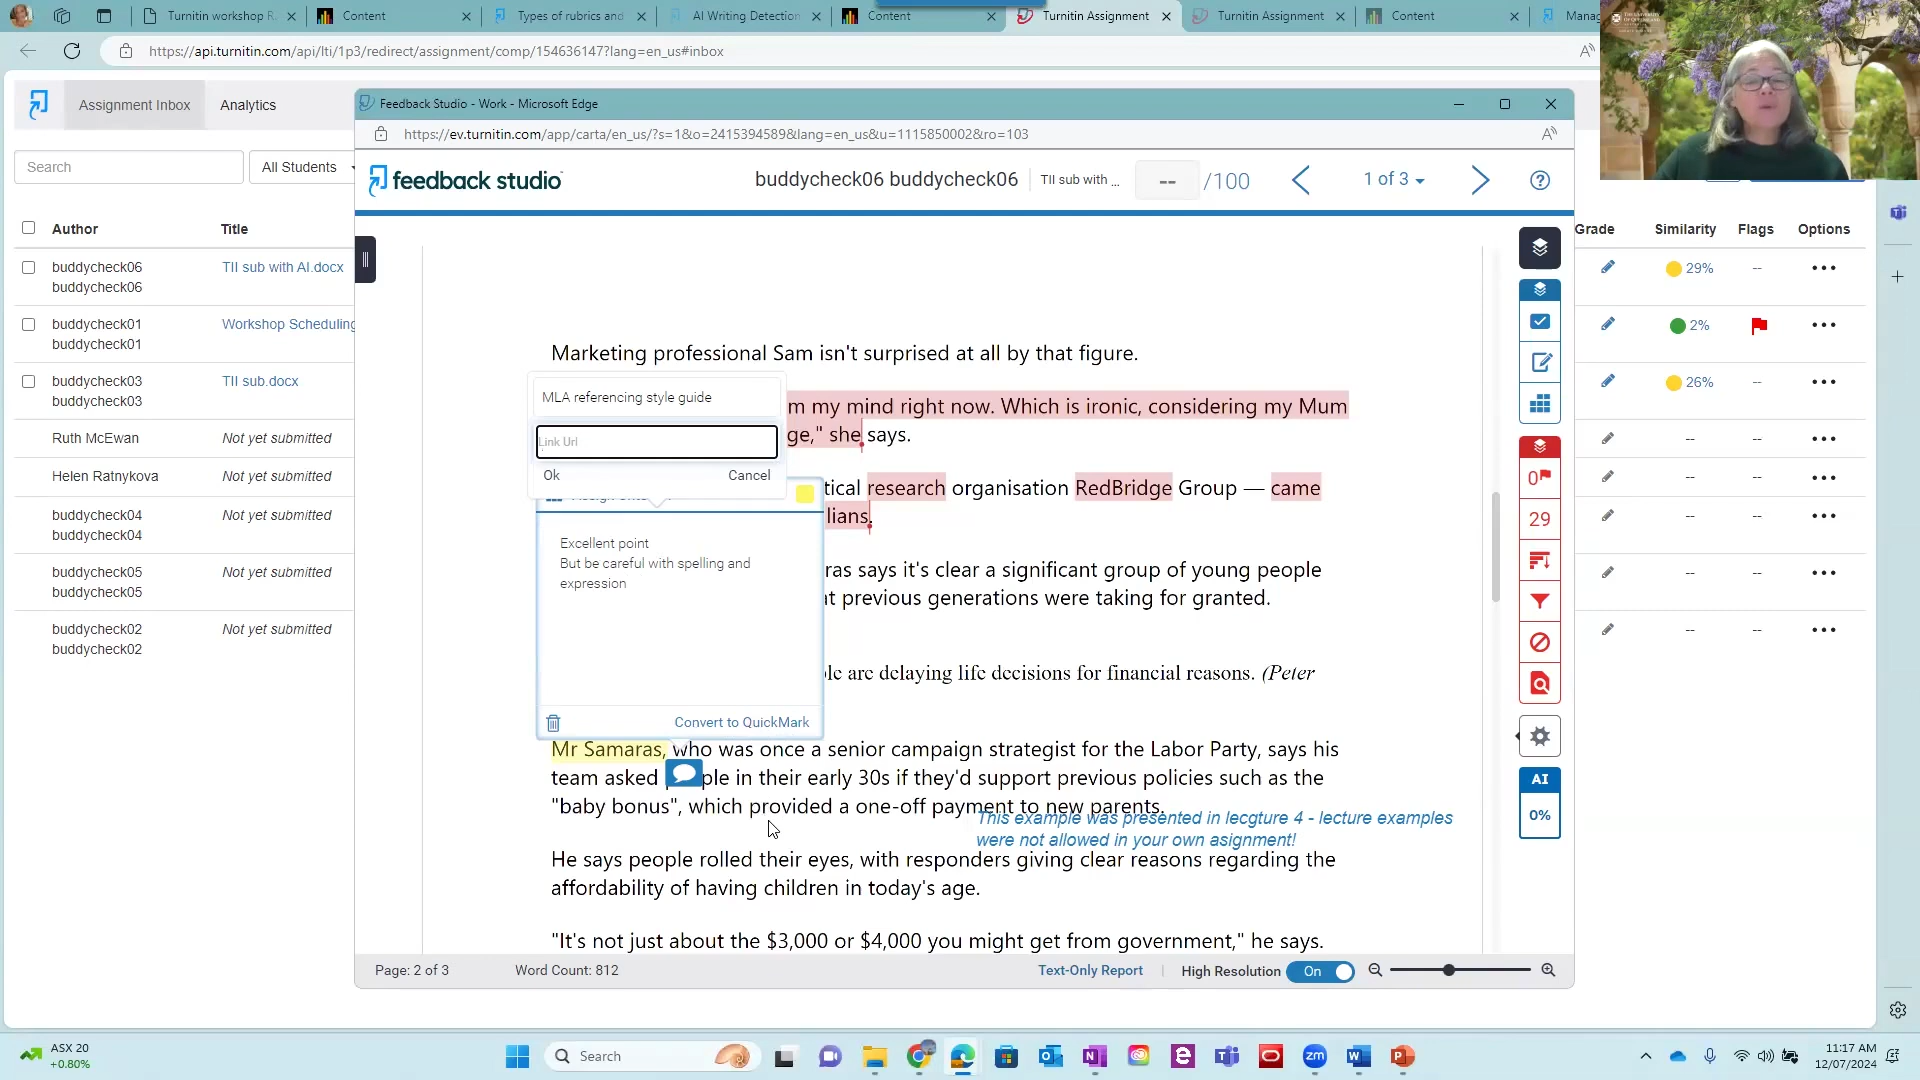 Turnitin workshop R
Content
Types of rubrics and
AI Writing Detection
Content
Turnitin Assignment
Turnitin Assignment
Content
Manag
https://api.turnitin.com/api/lti/1p3/redirect/assignment/comp/154636147?lang=en_us#inbox
Assignment Inbox
Analytics
Feedback Studio - Work - Microsoft Edge
https://ev.turnitin.com/app/carta/en_us/?s=1&o=2415394589&lang=en_us&u=1115850002&ro=103
Search
All Students
feedback studio
buddycheck06 buddycheck06
TII sub with ...
--
/100
1 of 3
Author
Title
Grade
Similarity
Flags
Options
buddycheck06
buddycheck06
TII sub with AI.docx
29%
--
buddycheck01
buddycheck01
Workshop Scheduling
2%
buddycheck03
buddycheck03
TII sub.docx
26%
--
Ruth McEwan
Not yet submitted
--
--
Helen Ratnykova
Not yet submitted
--
--
buddycheck04
buddycheck04
Not yet submitted
--
--
buddycheck05
buddycheck05
Not yet submitted
--
--
buddycheck02
buddycheck02
Not yet submitted
--
--
Marketing professional Sam isn't surprised at all by that figure.
m my mind right now. Which is ironic, considering my Mum
ge," she says.
tical research organisation RedBridge Group — came
lians.
ras says it's clear a significant group of young people
at previous generations were taking for granted.
ple are delaying life decisions for financial reasons. (Peter
MLA referencing style guide
Link Url
Ok
Cancel
Excellent point
But be careful with spelling and
expression
Convert to QuickMark
Mr Samaras, who was once a senior campaign strategist for the Labor Party, says his
team asked people in their early 30s if they'd support previous policies such as the
"baby bonus", which provided a one-off payment to new parents.
This example was presented in lecgture 4 - lecture examples
were not allowed in your own asignment!
He says people rolled their eyes, with responders giving clear reasons regarding the
affordability of having children in today's age.
"It's not just about the $3,000 or $4,000 you might get from government," he says.
0
29
AI
0%
Page: 2 of 3
Word Count: 812
Text-Only Report
High Resolution
On
ASX 20
+0.80%
Search
zm
11:17 AM
12/07/2024